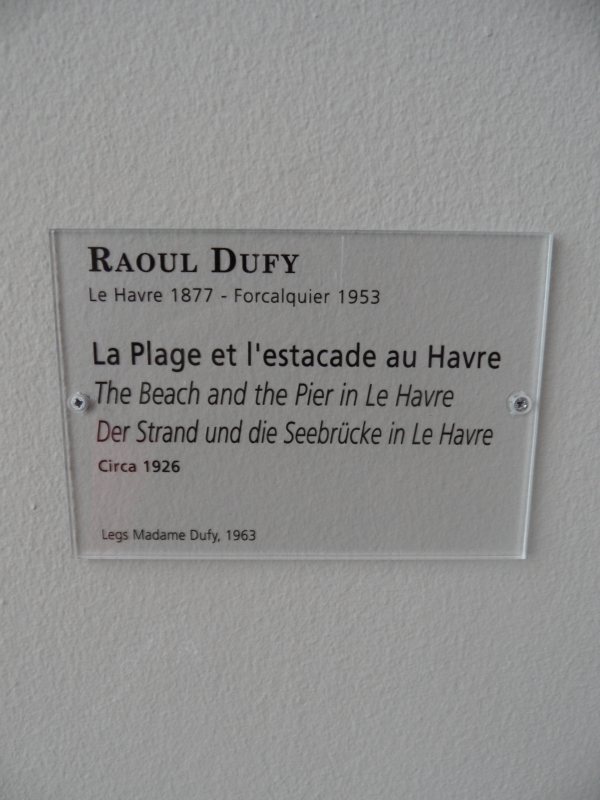 RAOUL DUFY
Le Havre 1877 - Forcalquier 1953
La Plage et l'estacade au Havre
The Beach and the Pier in Le Havre
Der Strand und die Seebrücke in Le Havre
Circa 1926
Legs Madame Dufy, 1963